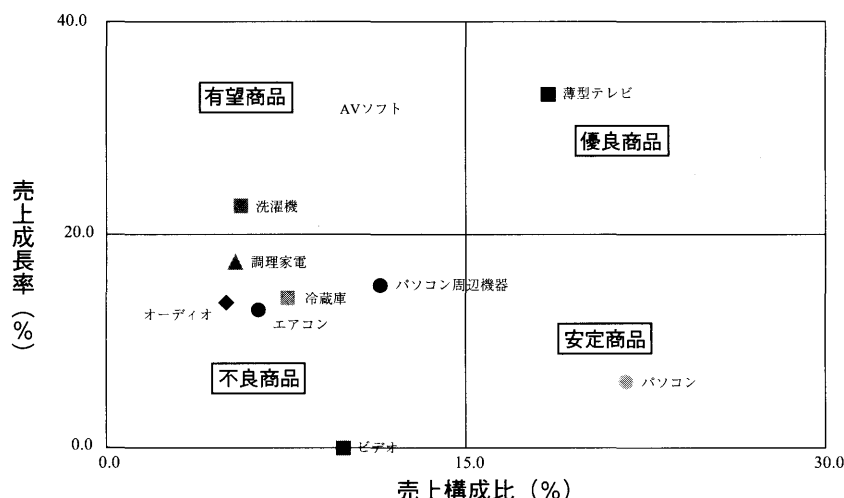 40.0
有望商品
AVソフト
薄型テレビ
優良商品
洗濯機
売上成長率（%）
20.0
調理家電
オーディオ
冷蔵庫
エアコン
パソコン周辺機器
安定商品
不良商品
パソコン
0.0
ビデオ
0.0
15.0
30.0
売上構成比（%）